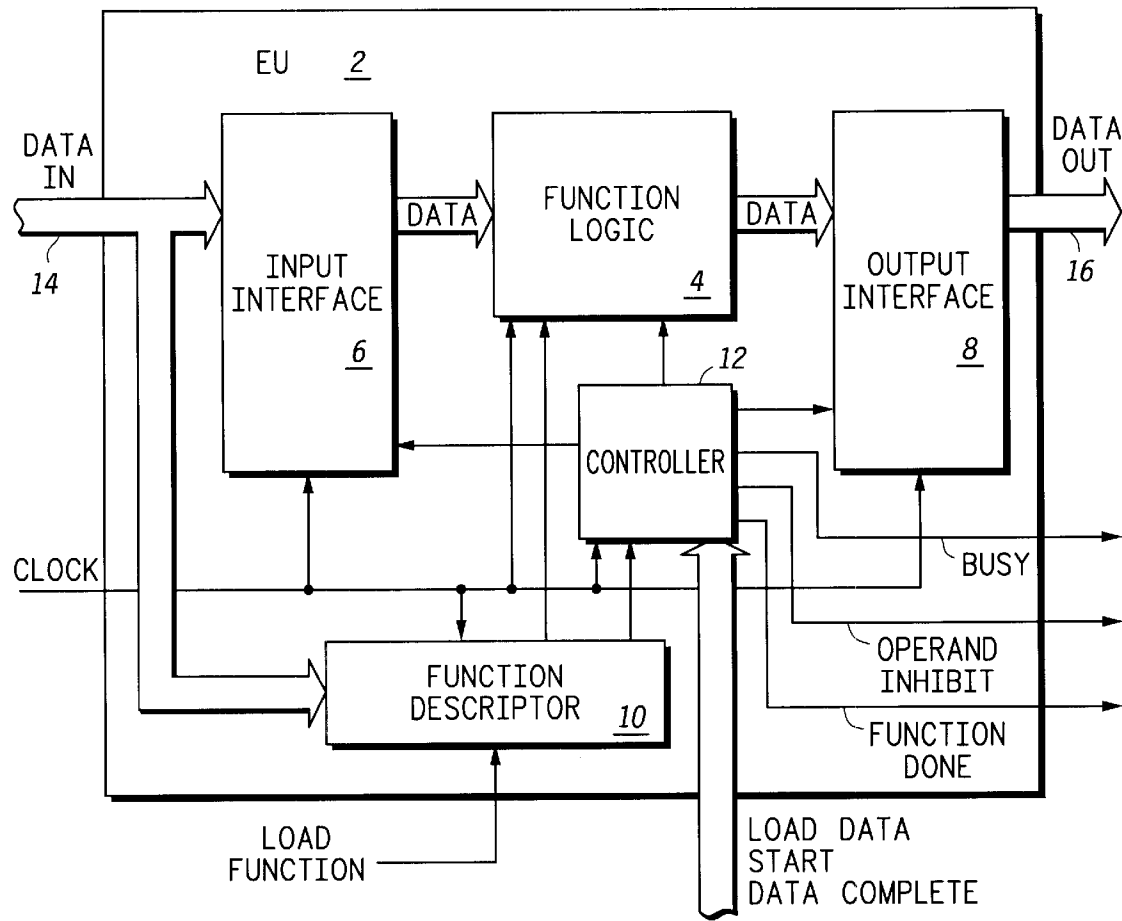 EU 2
DATA
IN
14
INPUT
INTERFACE
6
DATA
FUNCTION
LOGIC
4
DATA
OUTPUT
INTERFACE
8
DATA
OUT
16
12
CONTROLLER
CLOCK
BUSY
OPERAND
INHIBIT
FUNCTION
DONE
FUNCTION
DESCRIPTOR
10
LOAD
FUNCTION
LOAD DATA
START
DATA COMPLETE